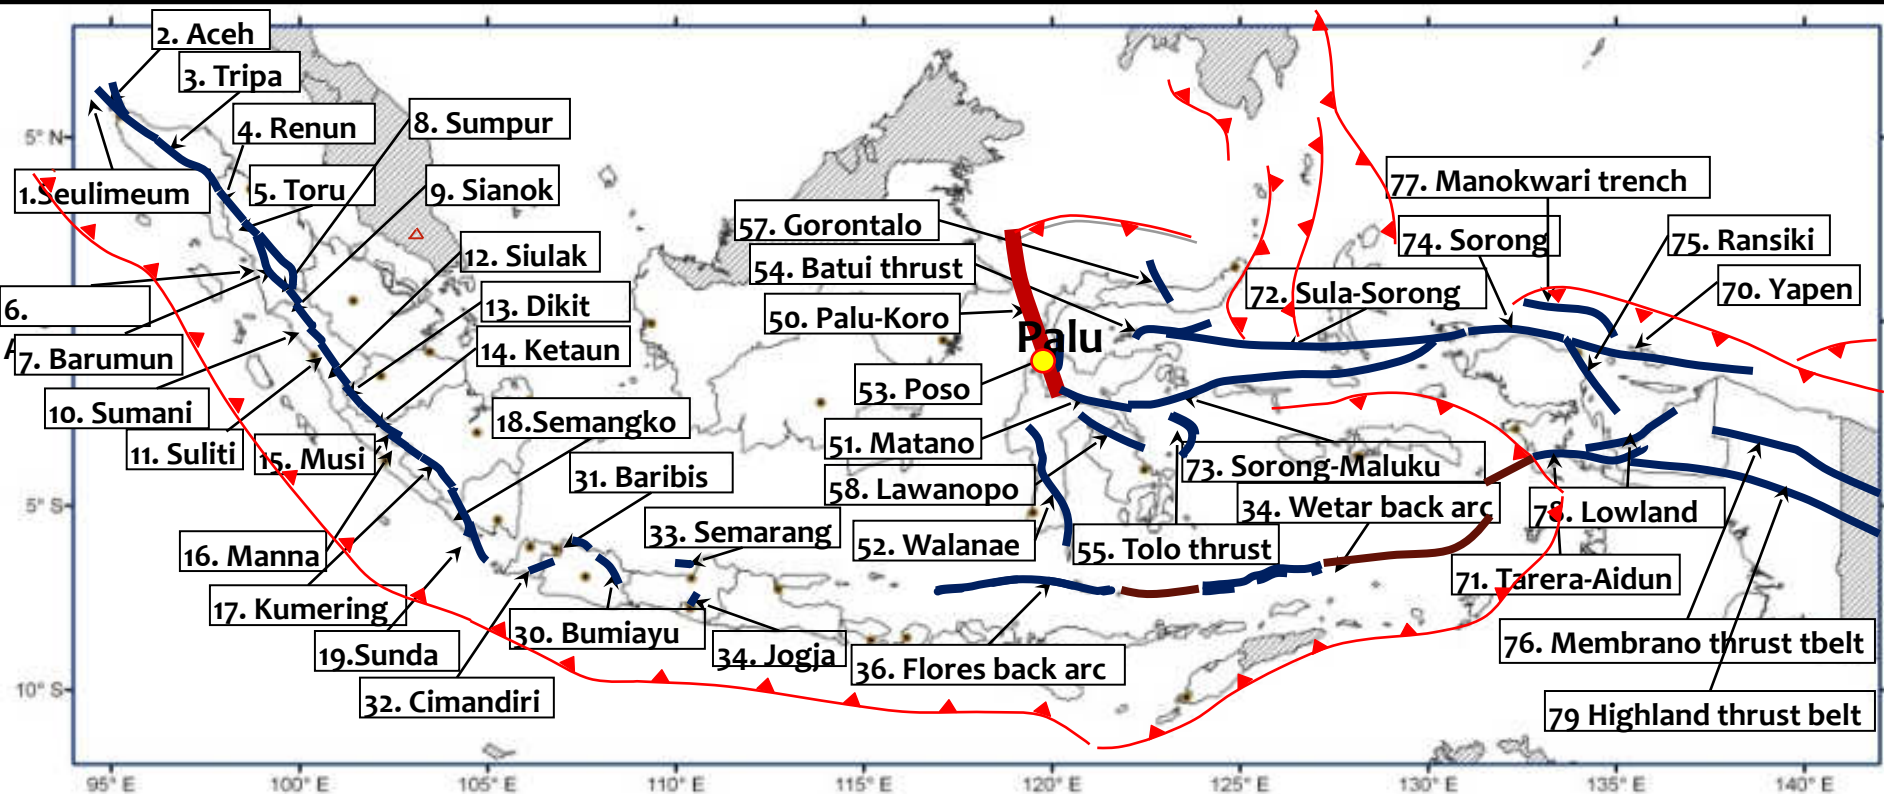 2. Aceh
3. Tripa
4. Renun
8. Sumpur
5° N
1.Seulimeum
5. Toru
9. Sianok
77. Manokwari trench
57. Gorontalo
74. Sorong
75. Ransiki
12. Siulak
54. Batui thrust
72. Sula-Sorong
70. Yapen
6.
13. Dikit
50. Palu-Koro
Palu
7. Barumun
14. Ketaun
53. Poso
10. Sumani
18.Semangko
11. Suliti
15. Musi
51. Matano
73. Sorong-Maluku
31. Baribis
58. Lawanopo
34. Wetar back arc
5° S
78. Lowland
33. Semarang
52. Walanae
55. Tolo thrust
16. Manna
71. Tarera-Aidun
17. Kumering
30. Bumiayu
19.Sunda
34. Jogja
36. Flores back arc
76. Membrano thrust tbelt
10° S
32. Cimandiri
79 Highland thrust belt
95° E
100° E
105° E
110° E
115° E
120° E
125° E
130° E
135° E
140° E